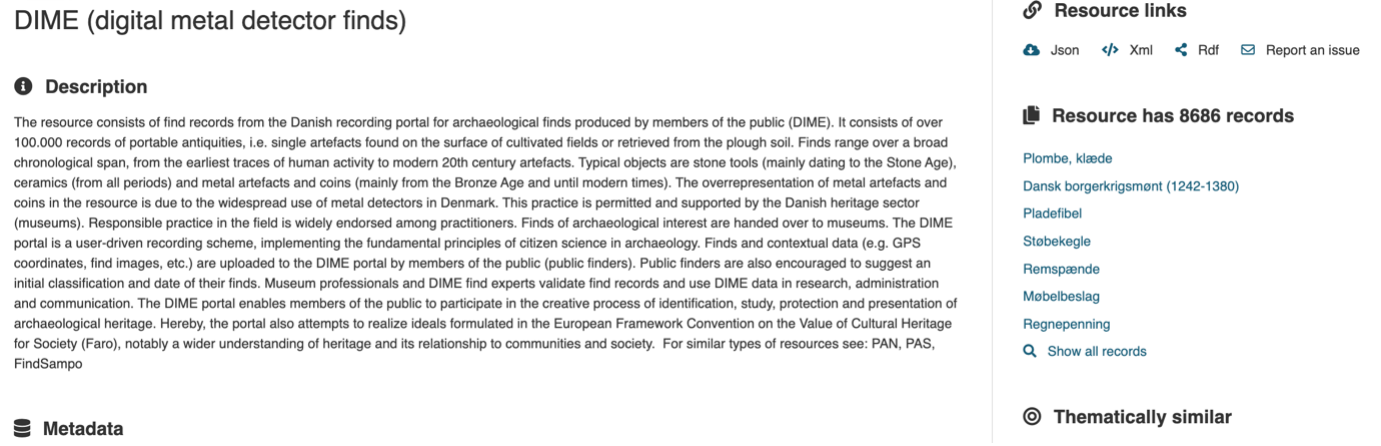 DIME (digital metal detector finds)
Description
The resource consists of find records from the Danish recording portal for archaeological finds produced by members of the public (DIME). It consists of over
100.000 records of portable antiquities, i.e. single artefacts found on the surface of cultivated fields or retrieved from the plough soil. Finds range over a broad
chronological span, from the earliest traces of human activity to modern 20th century artefacts. Typical objects are stone tools (mainly dating to the Stone Age),
ceramics (from all periods) and metal artefacts and coins (mainly from the Bronze Age and until modern times). The overrepresentation of metal artefacts and
coins in the resource is due to the widespread use of metal detectors in Denmark. This practice is permitted and supported by the Danish heritage sector
(museums). Responsible practice in the field is widely endorsed among practitioners. Finds of archaeological interest are handed over to museums. The DIME
portal is a user-driven recording scheme, implementing the fundamental principles of citizen science in archaeology. Finds and contextual data (e.g. GPS
coordinates, find images, etc.) are uploaded to the DIME portal by members of the public (public finders). Public finders are also encouraged to suggest an
initial classification and date of their finds. Museum professionals and DIME find experts validate find records and use DIME data in research, administration
and communication. The DIME portal enables members of the public to participate in the creative process of identification, study, protection and presentation of
archaeological heritage. Hereby, the portal also attempts to realize ideals formulated in the European Framework Convention on the Value of Cultural Heritage
for Society (Faro), notably a wider understanding of heritage and its relationship to communities and society.  For similar types of resources see: PAN, PAS,
FindSampo
Metadata
Resource links
Json Xml Rdf Report an issue
Resource has 8686 records
Plombe, klæde
Dansk borgerkrigsmønt (1242-1380)
Pladefibel
Støbekegle
Remspænde
Møbelbeslag
Regnepenning
Show all records
Thematically similar